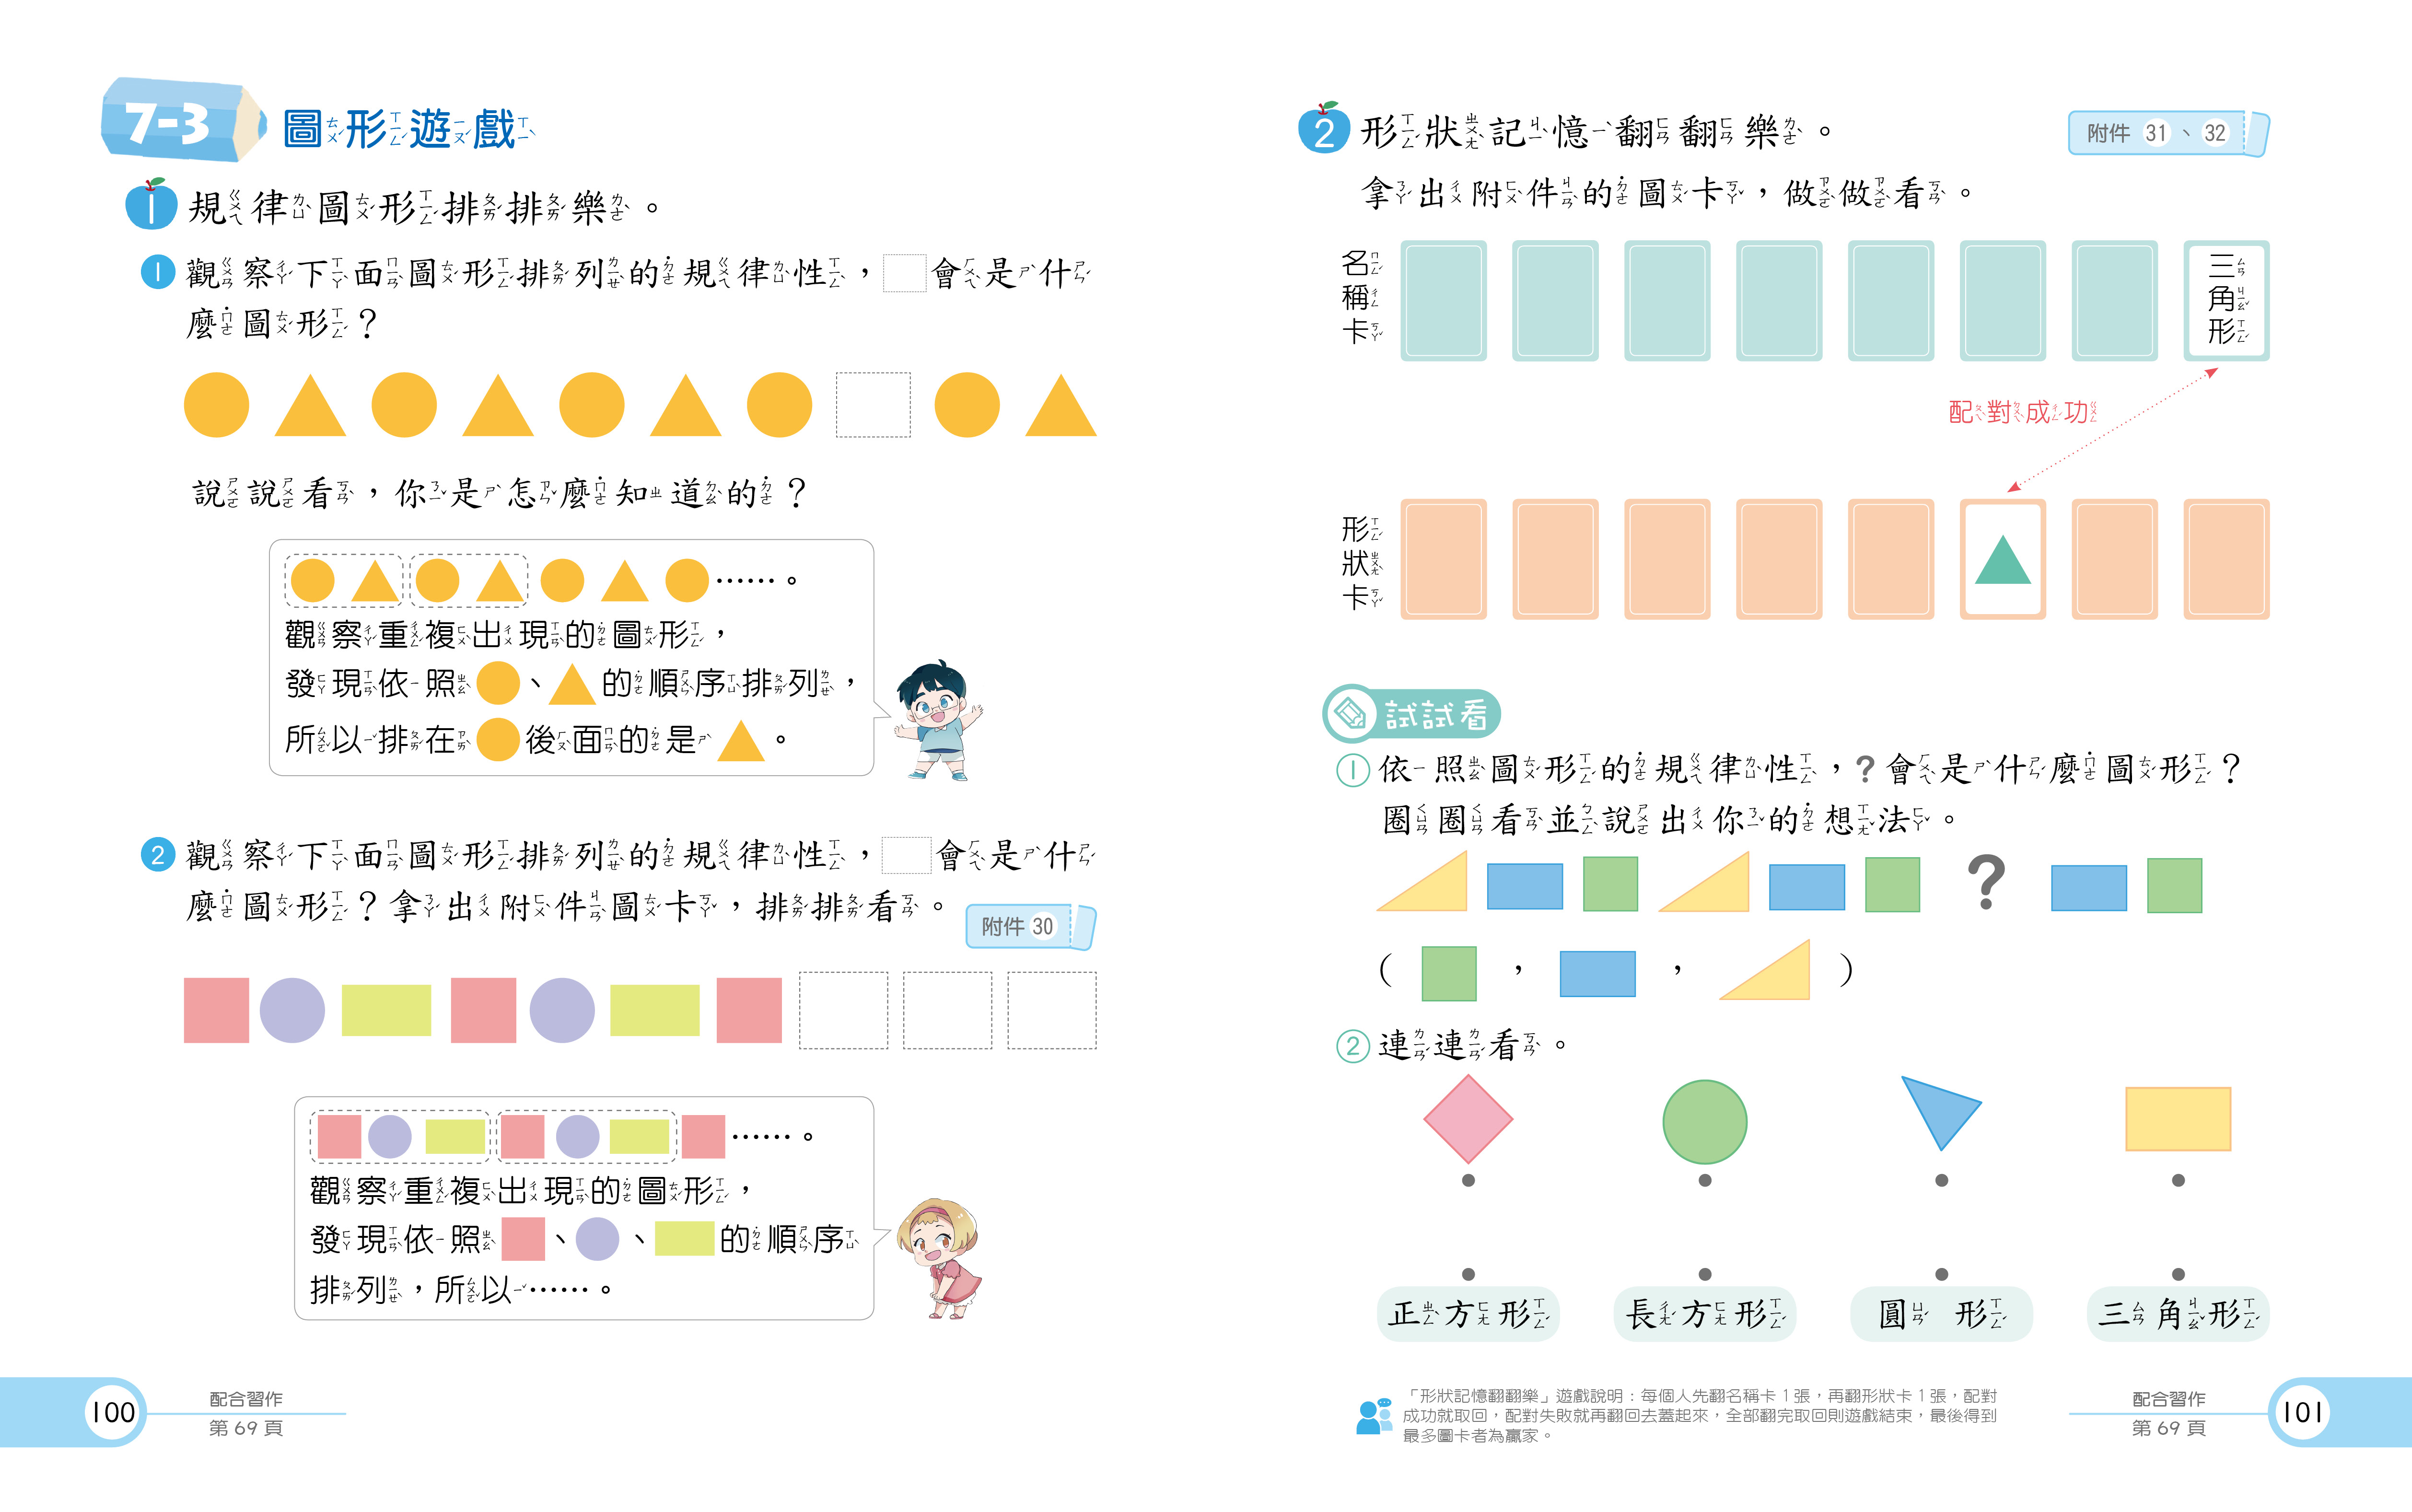 7-3 圖形遊戲
1 規律圖形排排樂。
1 觀察下面圖形排列的規律性，會是什
麼圖形？
說說看，你是怎麼知道的？
……。
觀察重複出現的圖形，
發現依照、的順序排列，
所以排在後面的是。
2 觀察下面圖形排列的規律性，會是什
麼圖形？拿出附件圖卡，排排看。
附件 30
……。
觀察重複出現的圖形，
發現依照、、的順序
排列，所以……。
100
配合習作
第 69 頁
2 形狀記憶翻翻樂。
附件 31、32
拿出附件的圖卡，做做看。
名稱卡
三角形
配對成功
形狀卡
試試看
1 依照圖形的規律性，?會是什麼圖形？
圈圈看並說出你的想法。
?
（ ， ， ）
2 連連看。
正方形 長方形 圓形 三角形
「形狀記憶翻翻樂」遊戲說明：每個人先翻名稱卡 1 張，再翻形狀卡 1 張，配對
成功就取回，配對失敗就再翻回去蓋起來，全部翻完取回則遊戲結束，最後得到
最多圖卡者為贏家。
配合習作
第 69 頁
101